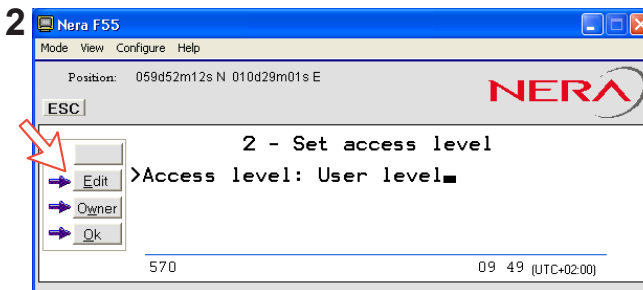 2
Nera F55
Mode View Configure Help
Position: 059d52m12s N 010d29m01s E
NERA
ESC
2 - Set access level
Edit
>Access level: User level
Owner
Ok
570
09 49 (UTC+02:00)